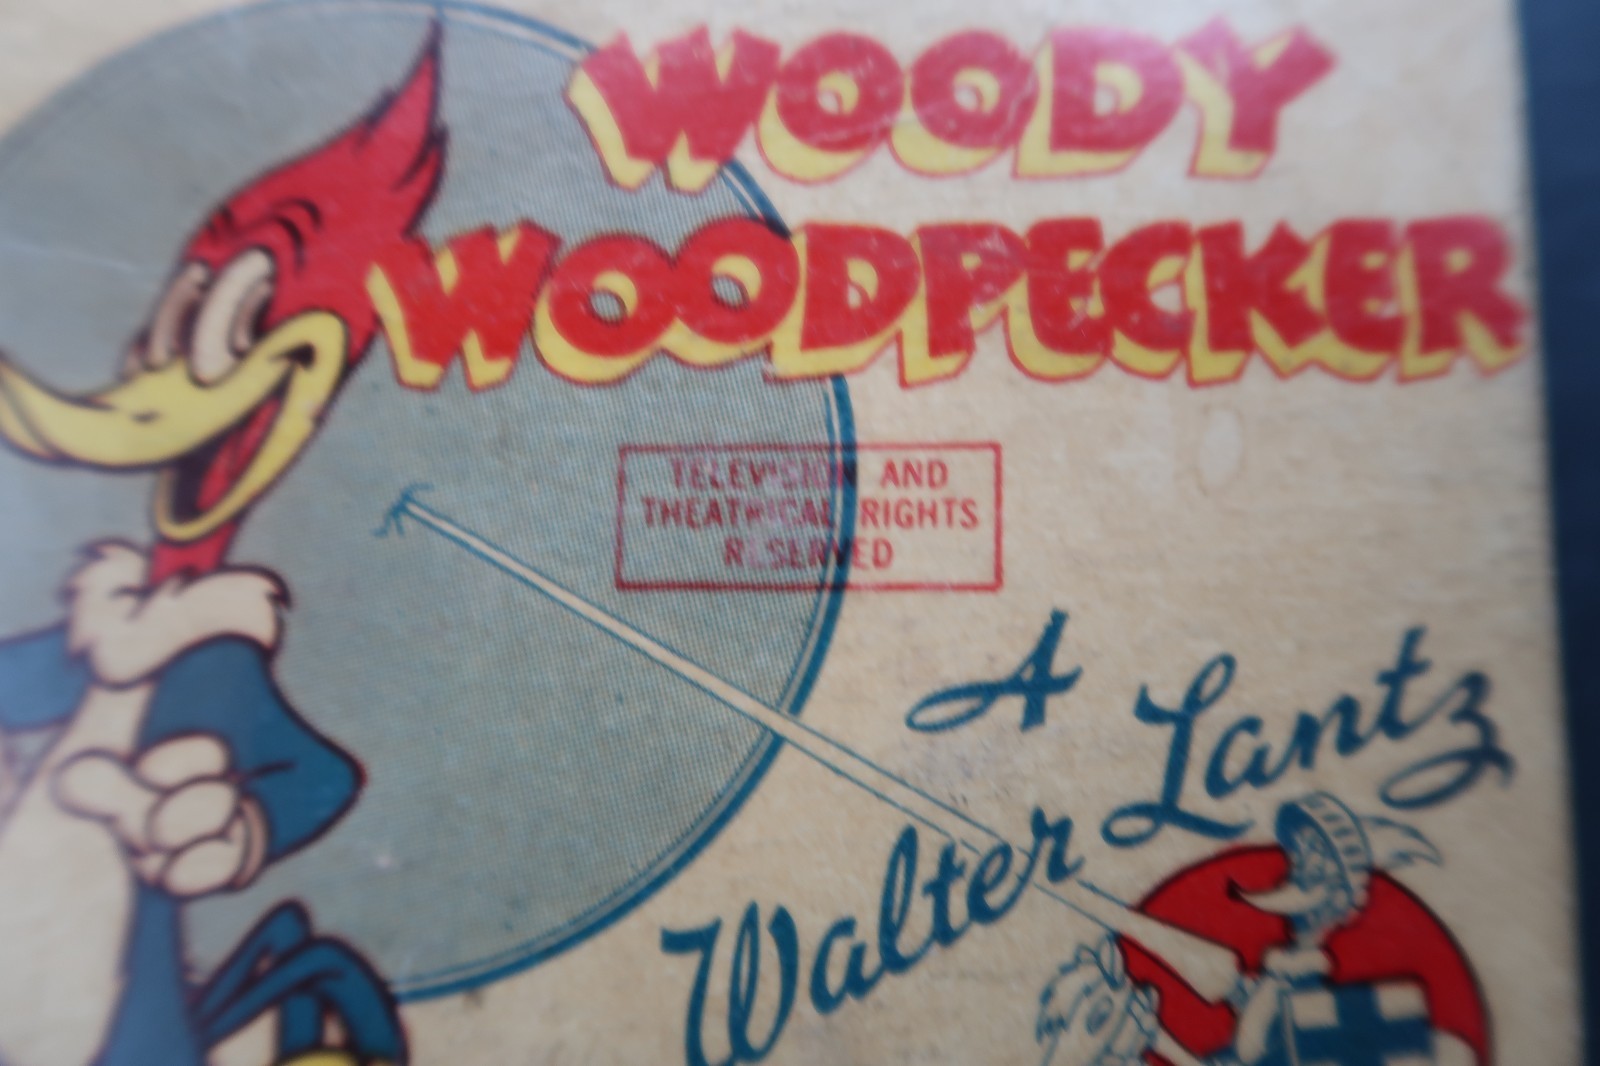 WOODY
WOODPECKER
TELEVISION AND
THEATRICAL RIGHTS
RESERVED
A
Walter Lantz